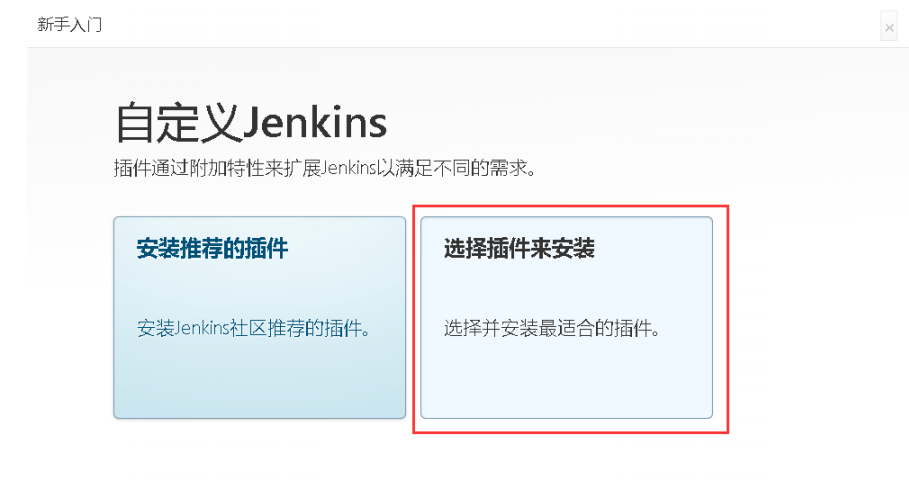 新手入门
×
自定义Jenkins
插件通过附加特性来扩展Jenkins以满足不同的需求。
安装推荐的插件
安装Jenkins社区推荐的插件。
选择插件来安装
选择并安装最适合的插件。